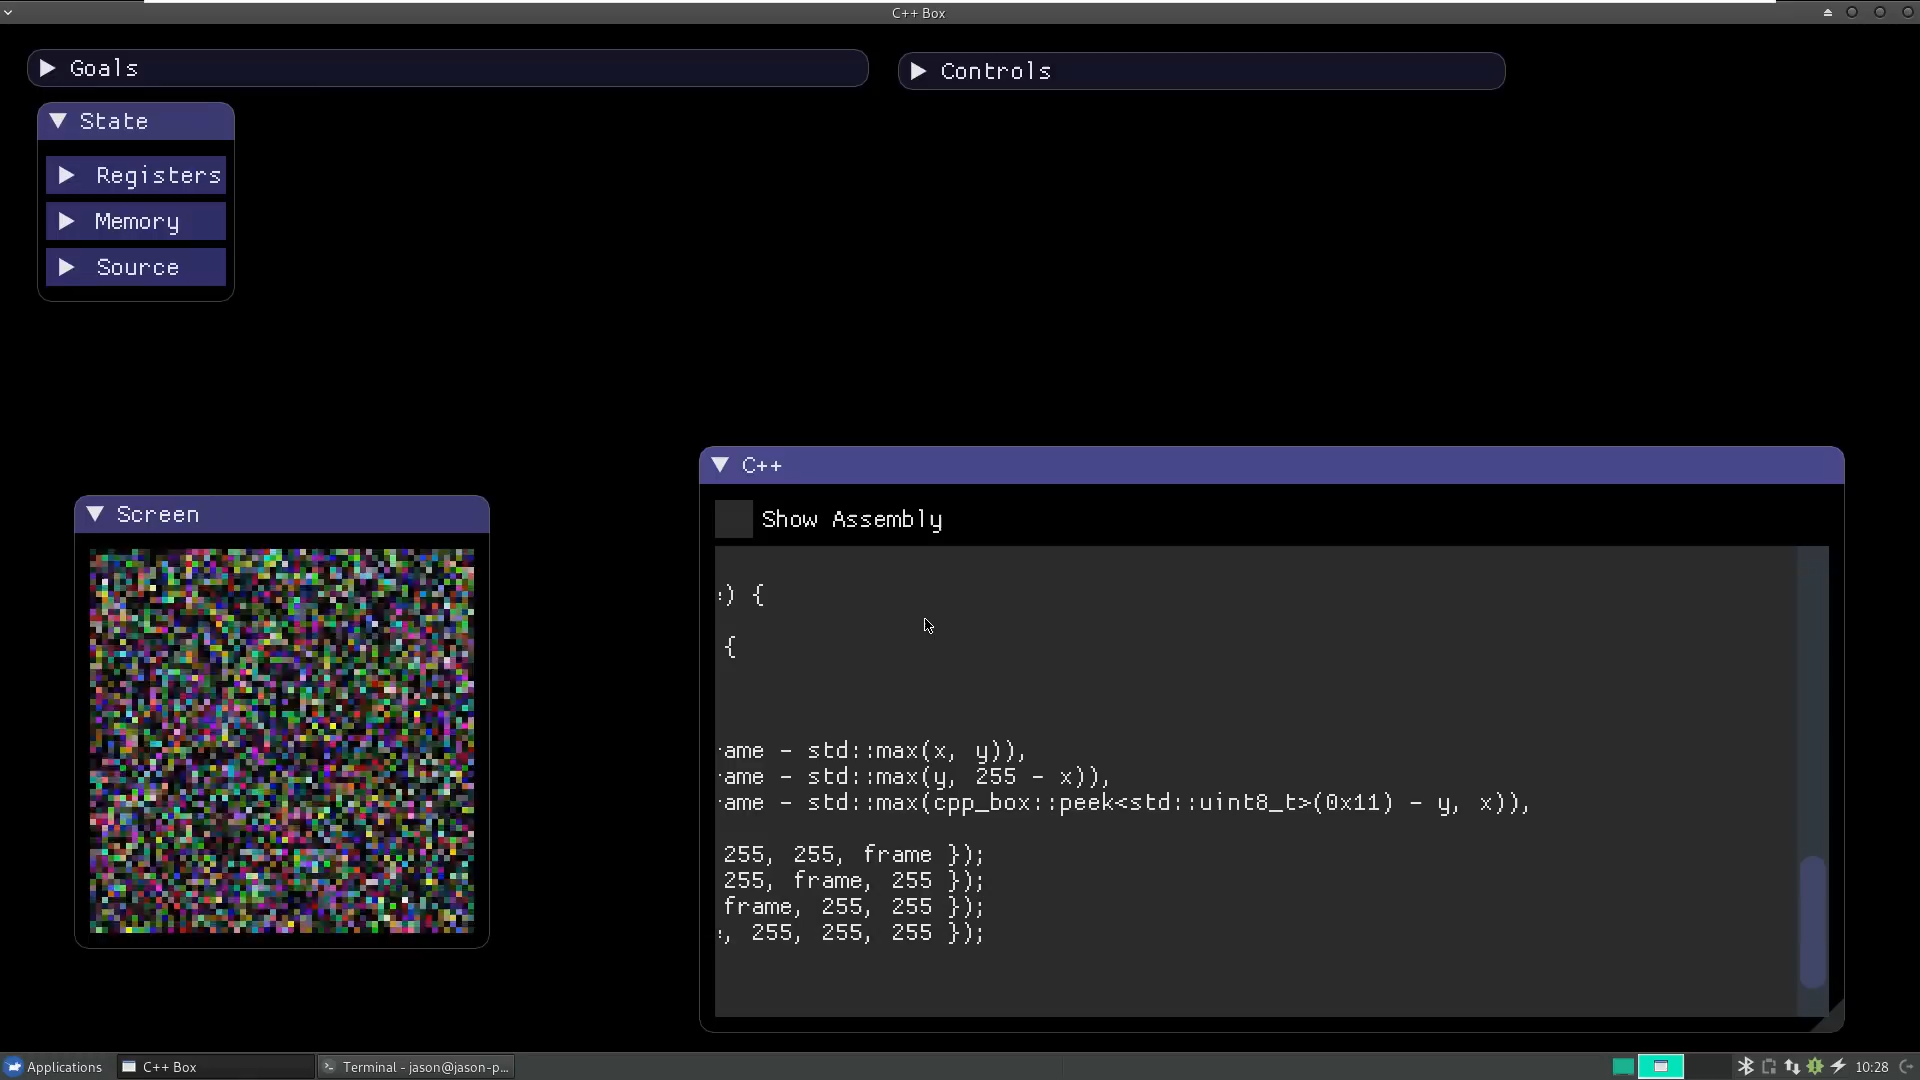 C++ Box
Goals
Controls
State
Registers
Memory
Source
C++
Show Assembly
) {
{
ame - std::max(x, y)),
ame - std::max(y, 255 - x)),
ame - std::max(cpp_box::peek<std::uint8_t>(0x11) - y, x)),
255, 255, frame });
255, frame, 255 });
frame, 255, 255 });
, 255, 255, 255 });
Screen
Applications
C++ Box
Terminal - jason@jason-p...
10:28